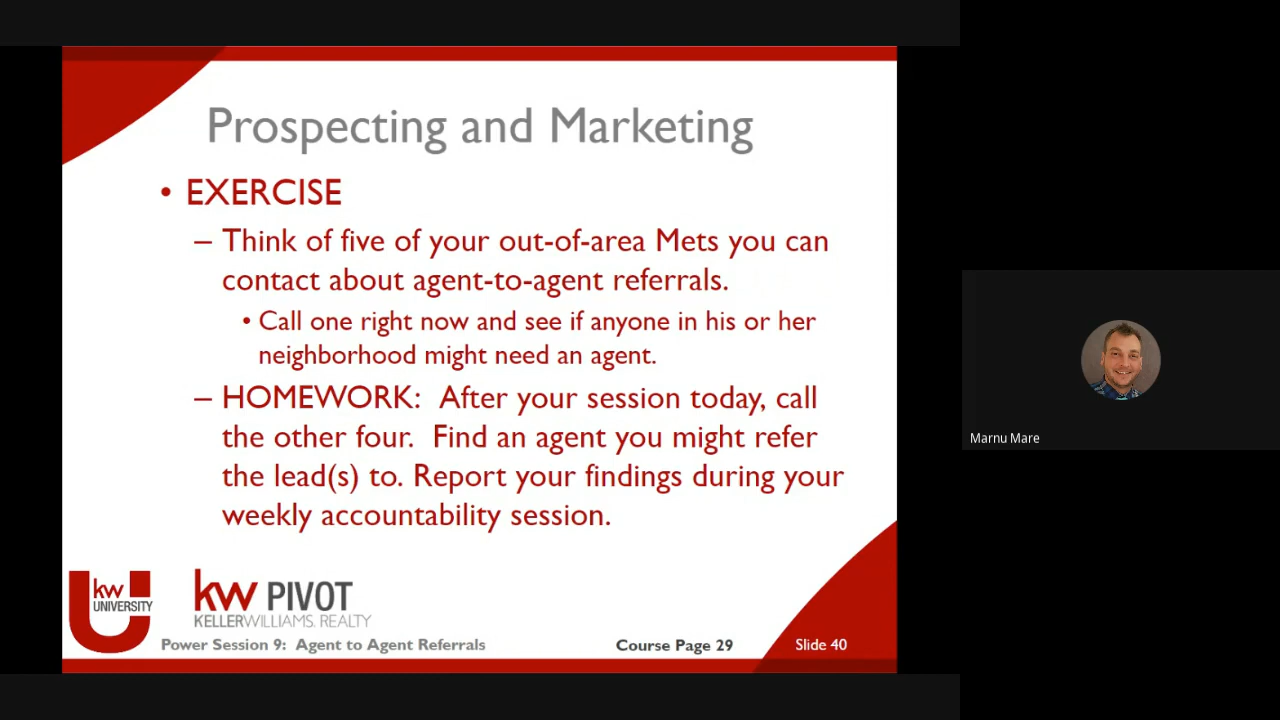 Prospecting and Marketing
• EXERCISE
– Think of five of your out-of-area Mets you can
contact about agent-to-agent referrals.
• Call one right now and see if anyone in his or her
neighborhood might need an agent.
– HOMEWORK: After your session today, call
the other four. Find an agent you might refer
the lead(s) to. Report your findings during your
weekly accountability session.
Marnu Mare
kw
UNIVERSITY
kw PIVOT
KELLERWILLIAMS. REALTY
Power Session 9: Agent to Agent Referrals
Course Page 29
Slide 40